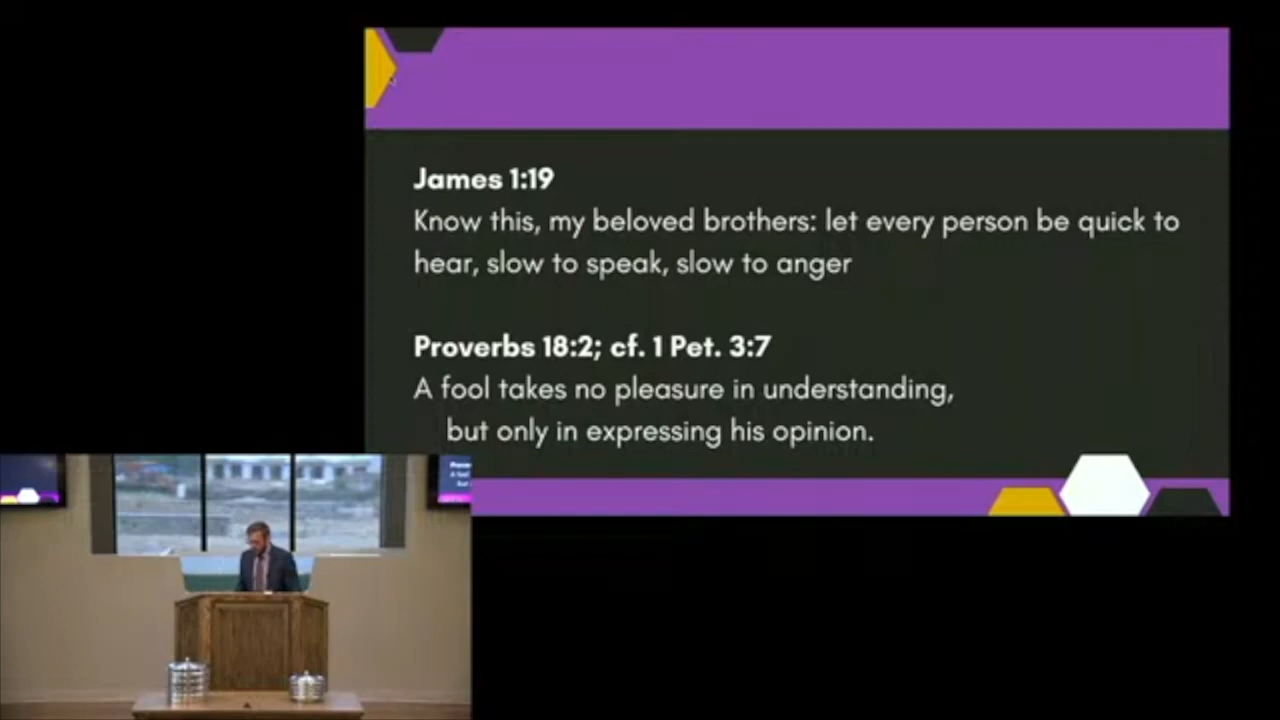 James 1:19
Know this, my beloved brothers: let every person be quick to
hear, slow to speak, slow to anger
Proverbs 18:2; cf. 1 Pet. 3:7
A fool takes no pleasure in understanding,
but only in expressing his opinion.